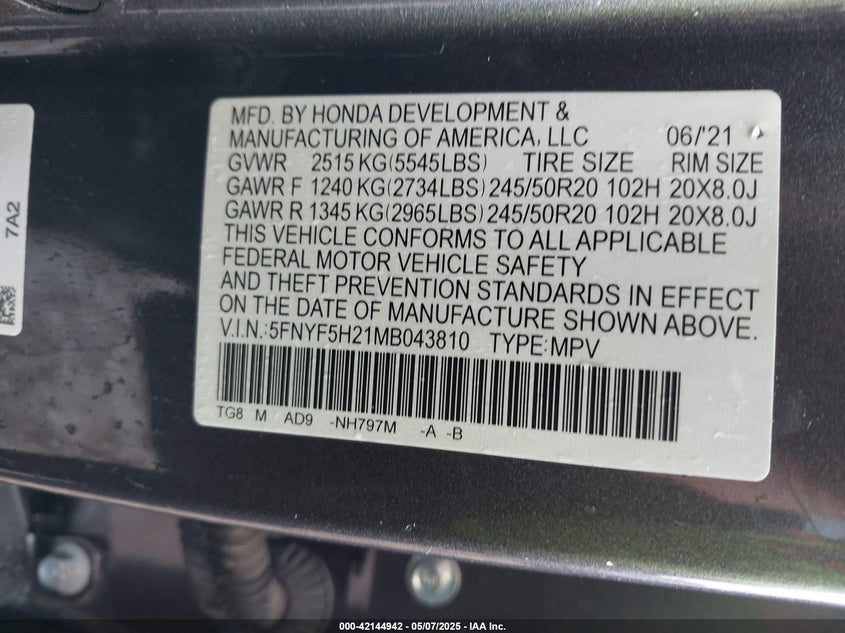 MFD. BY HONDA DEVELOPMENT &
MANUFACTURING OF AMERICA, LLC 06/'21
GVWR 2515 KG(5545LBS) TIRE SIZE RIM SIZE
GAWR F 1240 KG(2734LBS) 245/50R20 102H 20X8.0J
GAWR R 1345 KG(2965LBS) 245/50R20 102H 20X8.0J
THIS VEHICLE CONFORMS TO ALL APPLICABLE
FEDERAL MOTOR VEHICLE SAFETY
AND THEFT PREVENTION STANDARDS IN EFFECT
ON THE DATE OF MANUFACTURE SHOWN ABOVE.
V.I.N.:5FNYF5H21MB043810 TYPE:MPV
TG8 M AD9 -NH797M -A -B
7A2
000-42144942 - 05/07/2025 - IAA Inc.